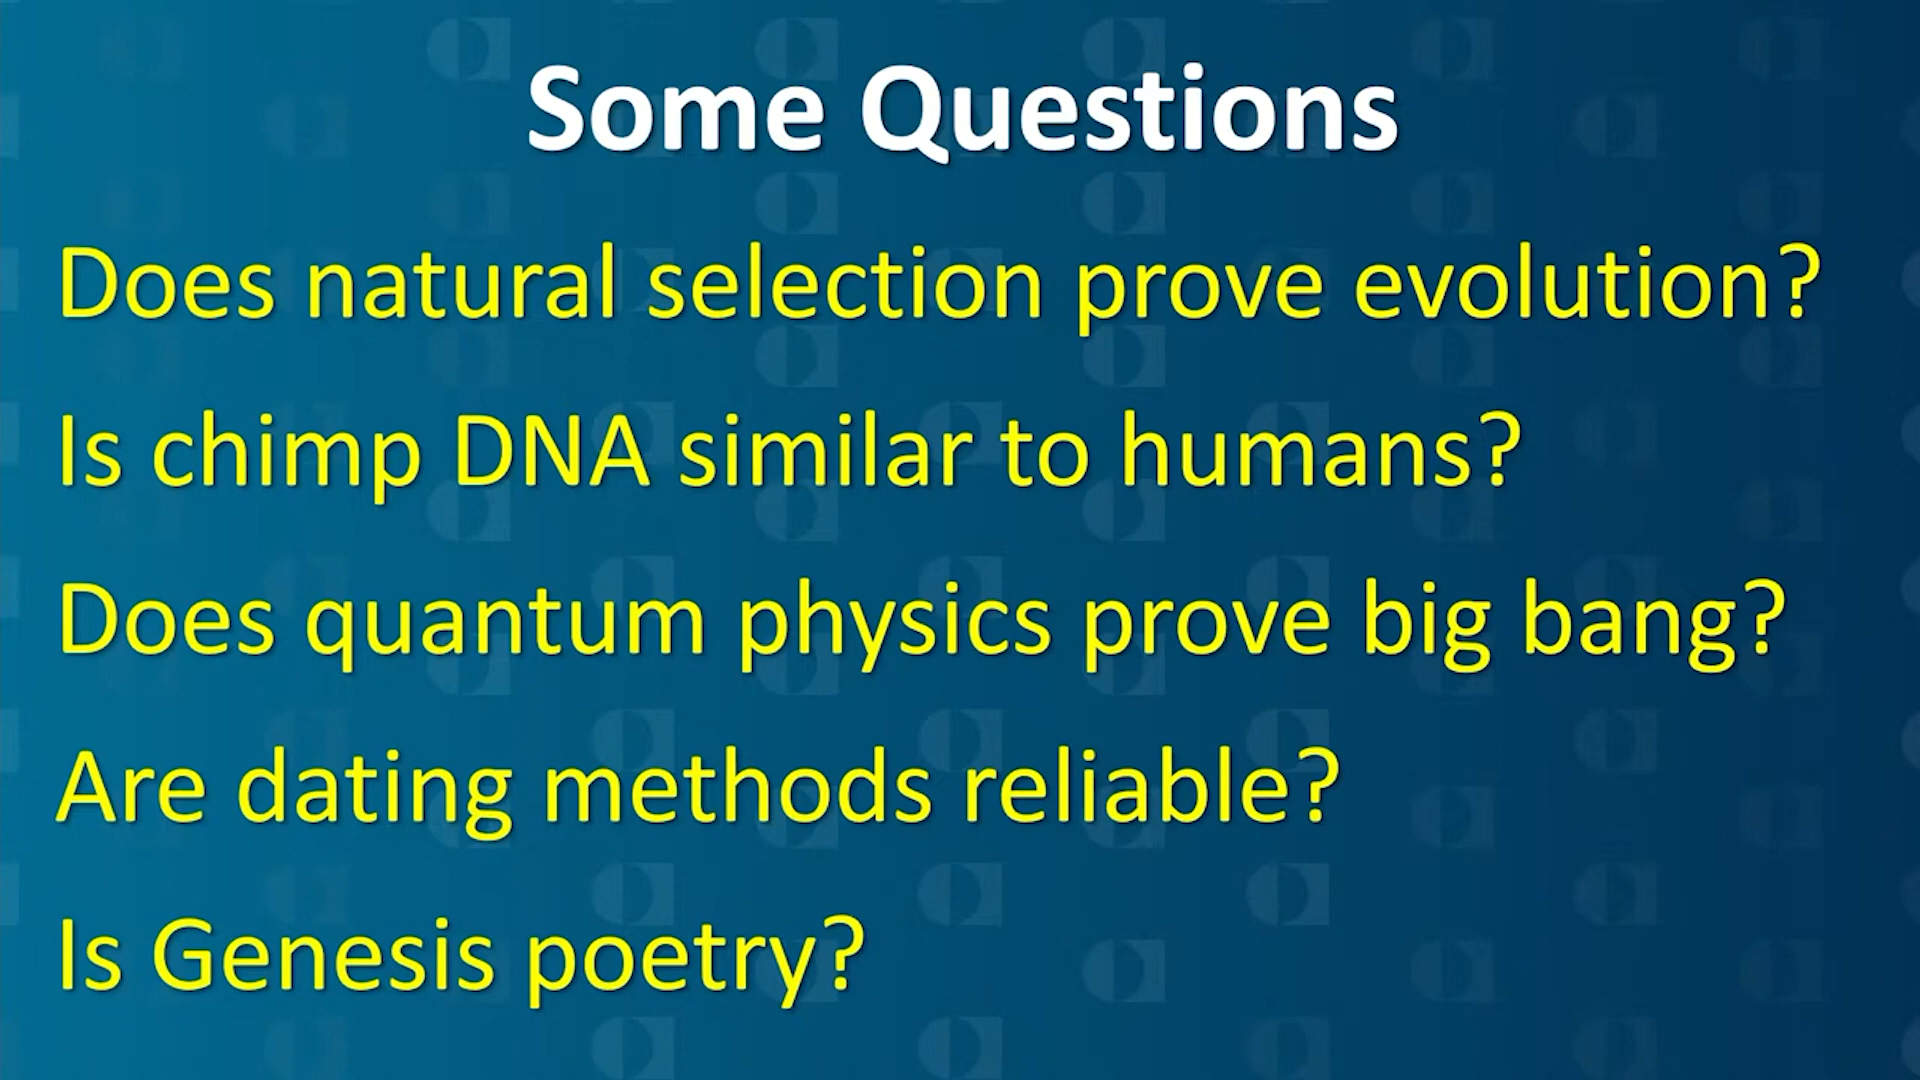 Some Questions
Does natural selection prove evolution?
Is chimp DNA similar to humans?
Does quantum physics prove big bang?
Are dating methods reliable?
Is Genesis poetry?